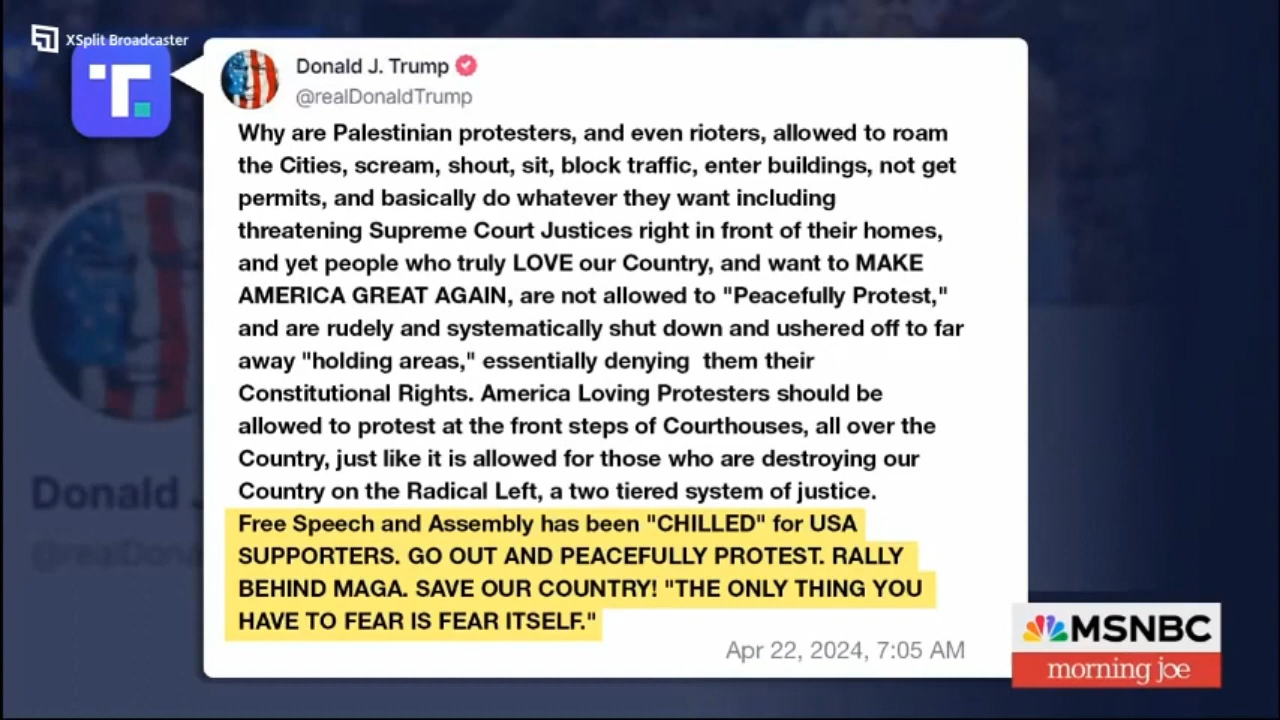 XSplit Broadcaster
Donald J. Trump
@realDonaldTrump
Why are Palestinian protesters, and even rioters, allowed to roam
the Cities, scream, shout, sit, block traffic, enter buildings, not get
permits, and basically do whatever they want including
threatening Supreme Court Justices right in front of their homes,
and yet people who truly LOVE our Country, and want to MAKE
AMERICA GREAT AGAIN, are not allowed to "Peacefully Protest,"
and are rudely and systematically shut down and ushered off to far
away "holding areas," essentially denying  them their
Constitutional Rights. America Loving Protesters should be
allowed to protest at the front steps of Courthouses, all over the
Country, just like it is allowed for those who are destroying our
Country on the Radical Left, a two tiered system of justice.
Free Speech and Assembly has been "CHILLED" for USA
SUPPORTERS. GO OUT AND PEACEFULLY PROTEST. RALLY
BEHIND MAGA. SAVE OUR COUNTRY! "THE ONLY THING YOU
HAVE TO FEAR IS FEAR ITSELF."
Apr 22, 2024, 7:05 AM
Donald
@realDona
MSNBC
morning joe